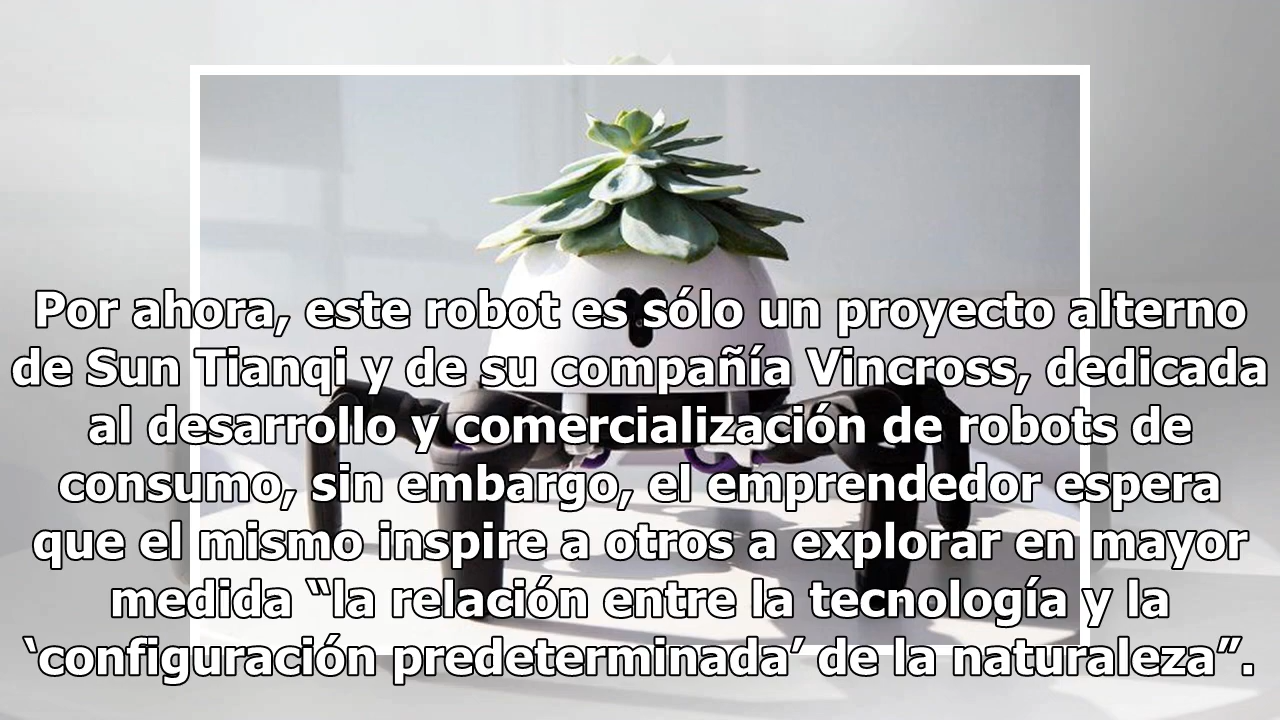 Por ahora, este robot es sólo un proyecto alterno
de Sun Tianqi y de su compañía Vincross, dedicada
al desarrollo y comercialización de robots de
consumo, sin embargo, el emprendedor espera
que el mismo inspire a otros a explorar en mayor
medida “la relación entre la tecnología y la
‘configuración predeterminada’ de la naturaleza”.